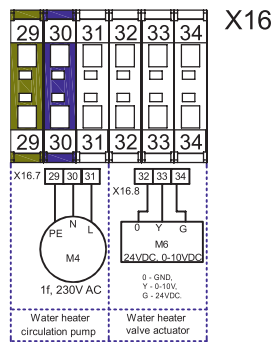 X16
29 30 31 32 33 34
29 30 31 32 33 34
X16.7 29 30 31
32 33 34
X16.8
PE N L
M4
1f, 230V AC
0 Y G
M6
24VDC, 0-10VDC
0 - GND,
Y - 0-10V,
G - 24VDC.
Water heater
circulation pump
Water heater
valve actuator